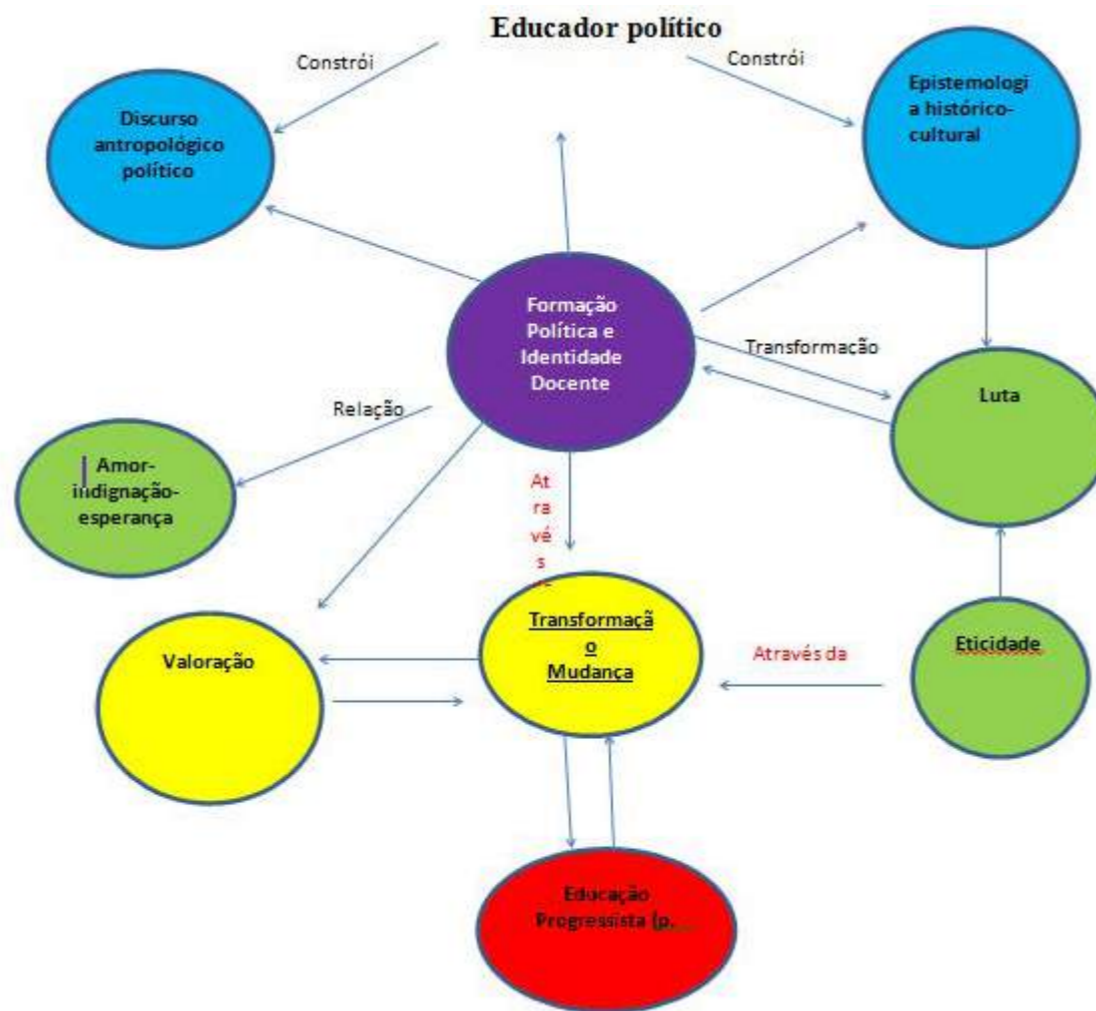 Educador político
Constrói
Constrói
Discurso
antropológico
político
Epistemologi
a histórico-
cultural
Formação
Política e
Identidade
Docente
Transformação
Luta
Relação
Amor-
indignação-
esperança
At
ra
vé
s
Transformaçã
o
Mudança
Valoração
Através da
Eticidade
Educação
Progressista (p.